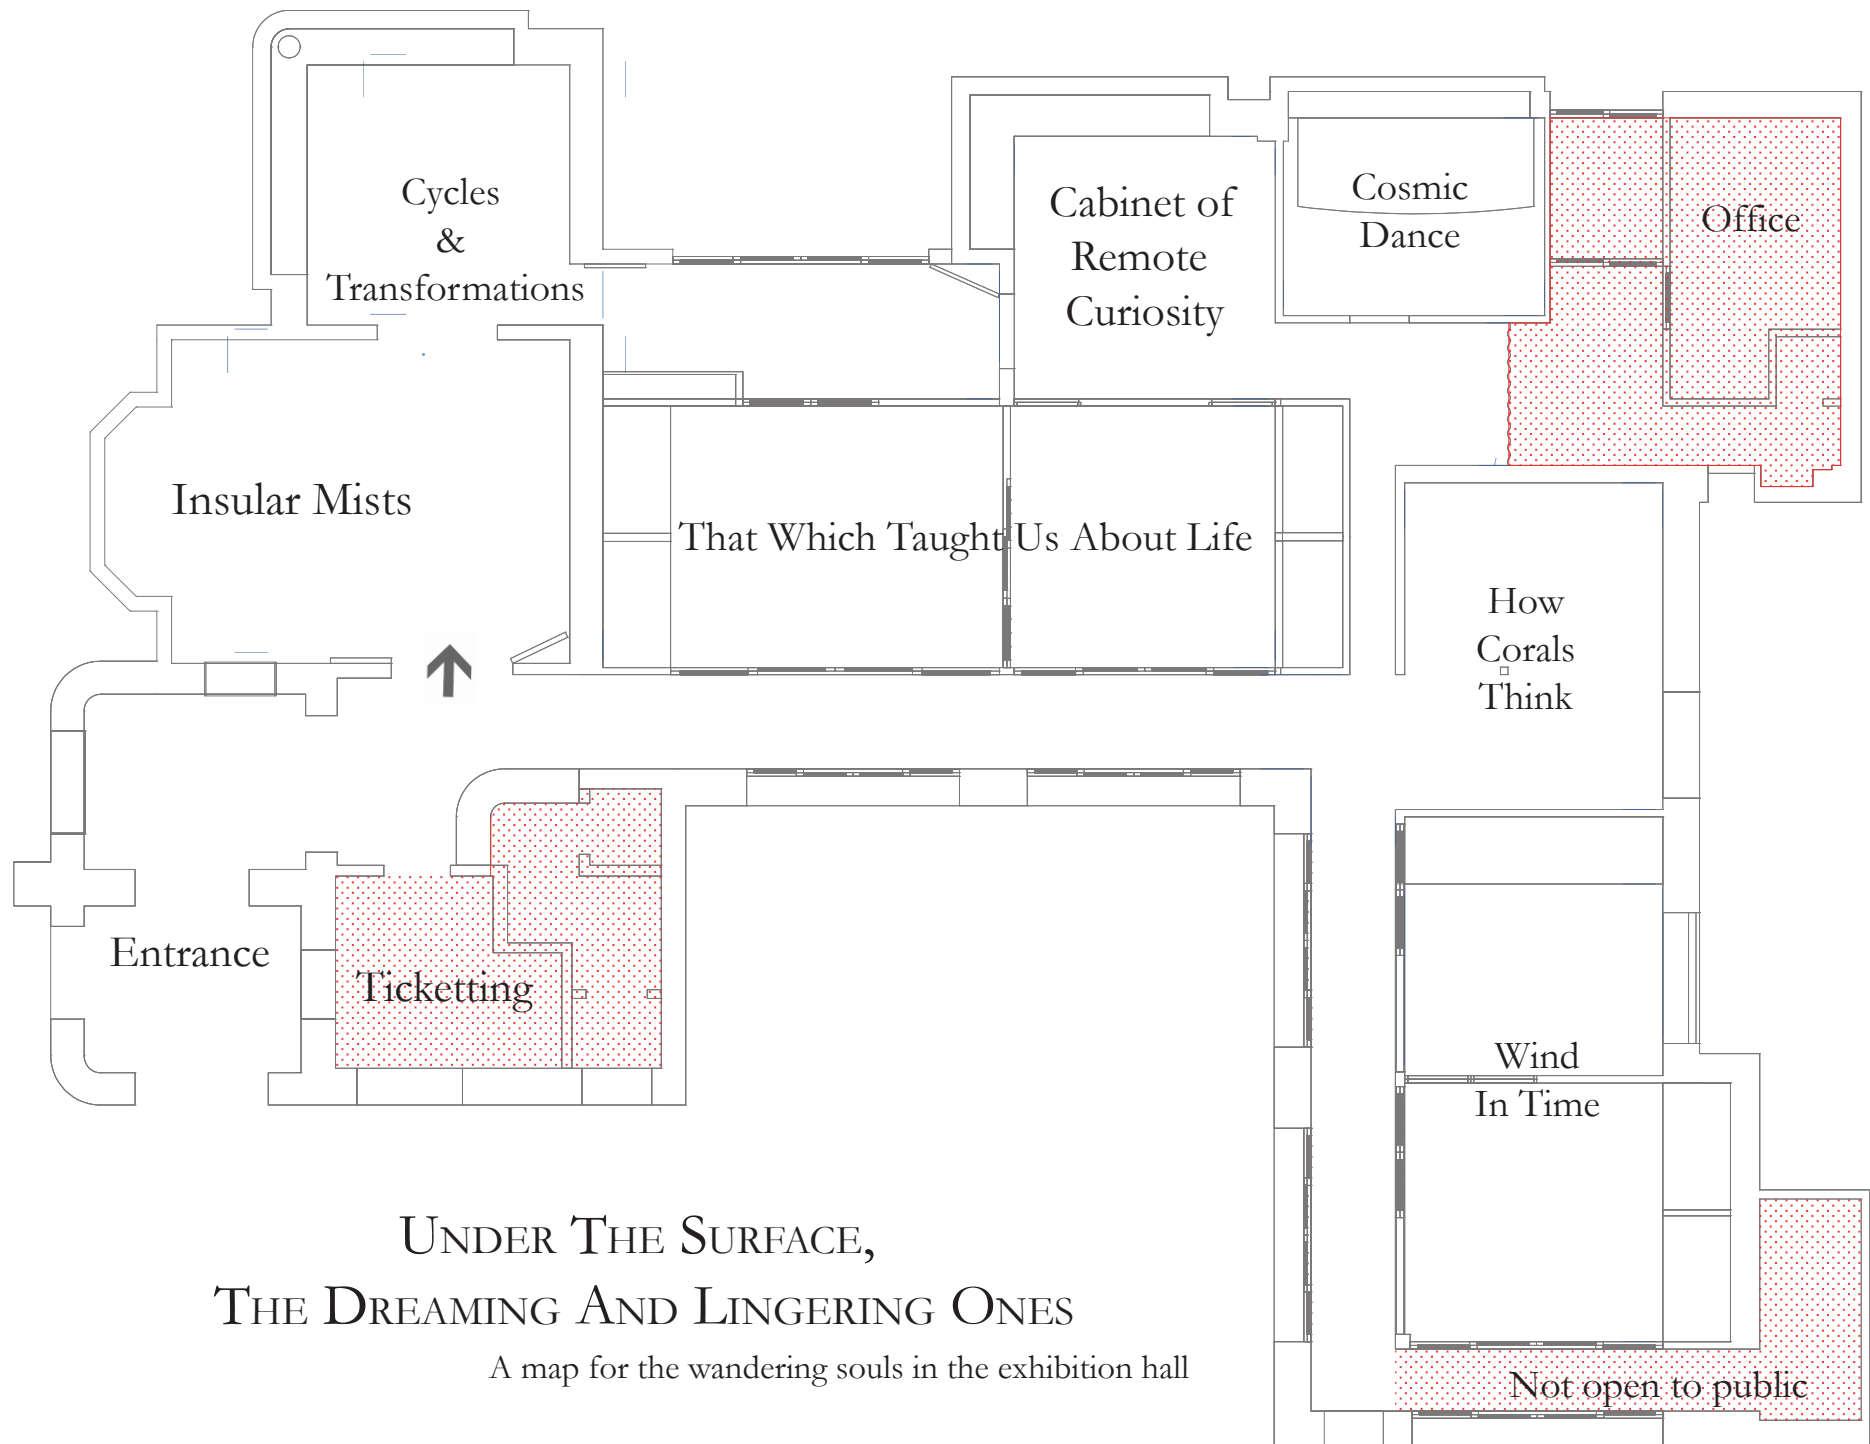 Cycles
&
Transformations
Cabinet of
Remote
Curiosity
Cosmic
Dance
Office
Insular Mists
That Which Taught Us About Life
How
Corals
Think
Entrance
Ticketting
Wind
In Time
Under The Surface,
The Dreaming And Lingering Ones
A map for the wandering souls in the exhibition hall
Not open to public